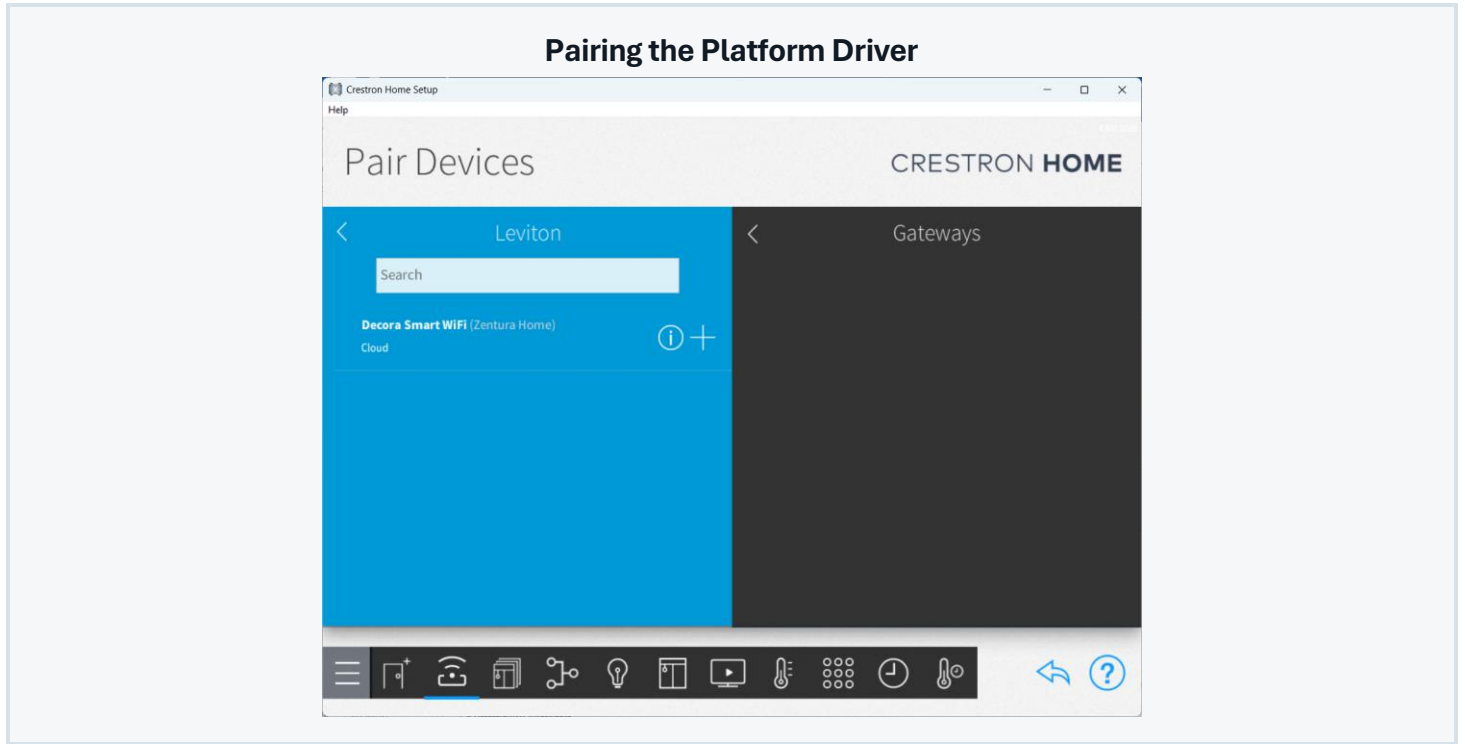 Pairing the Platform Driver
Crestron Home Setup
Help
Pair Devices
CRESTRON HOME
Leviton
Gateways
Search
Decora Smart WiFi (Zentura Home)
Cloud